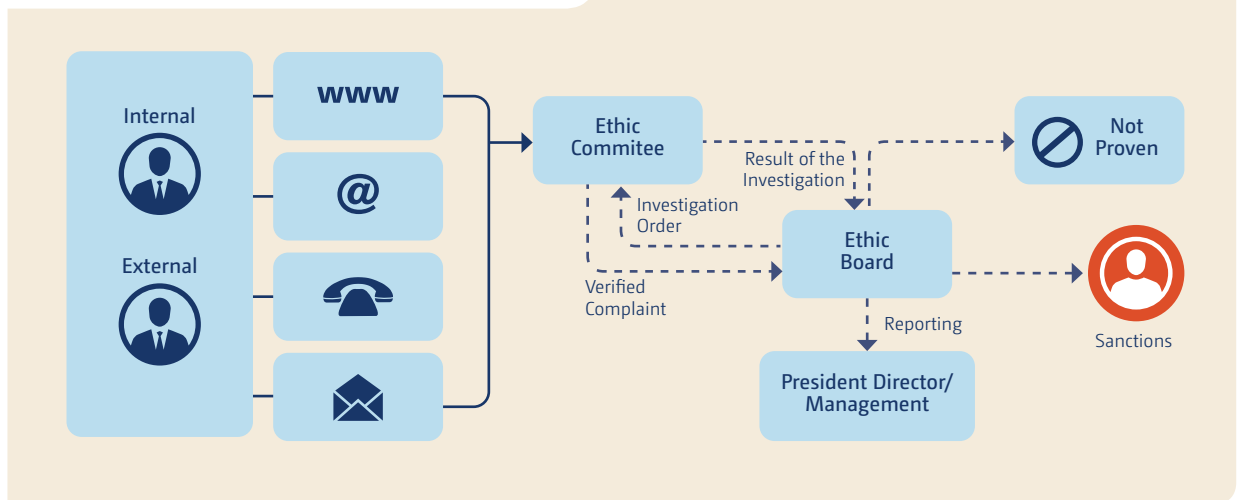 Internal
External
www
@
Ethic
Commitee
Result of the
Investigation
Investigation
Order
Verified
Complaint
Ethic
Board
Reporting
President Director/
Management
Not
Proven
Sanctions